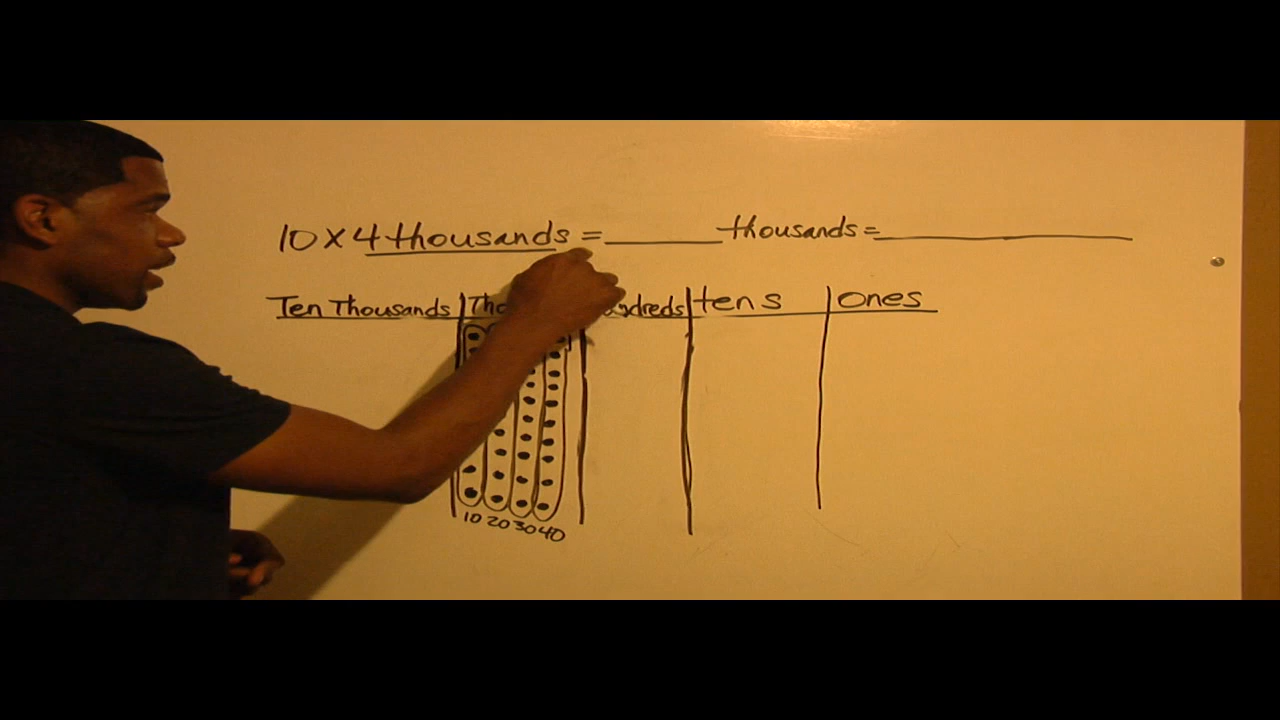 10 x 4 thousands = ______ thousands = ____________
Ten Thousands | | tens | ones
10 20 30 40